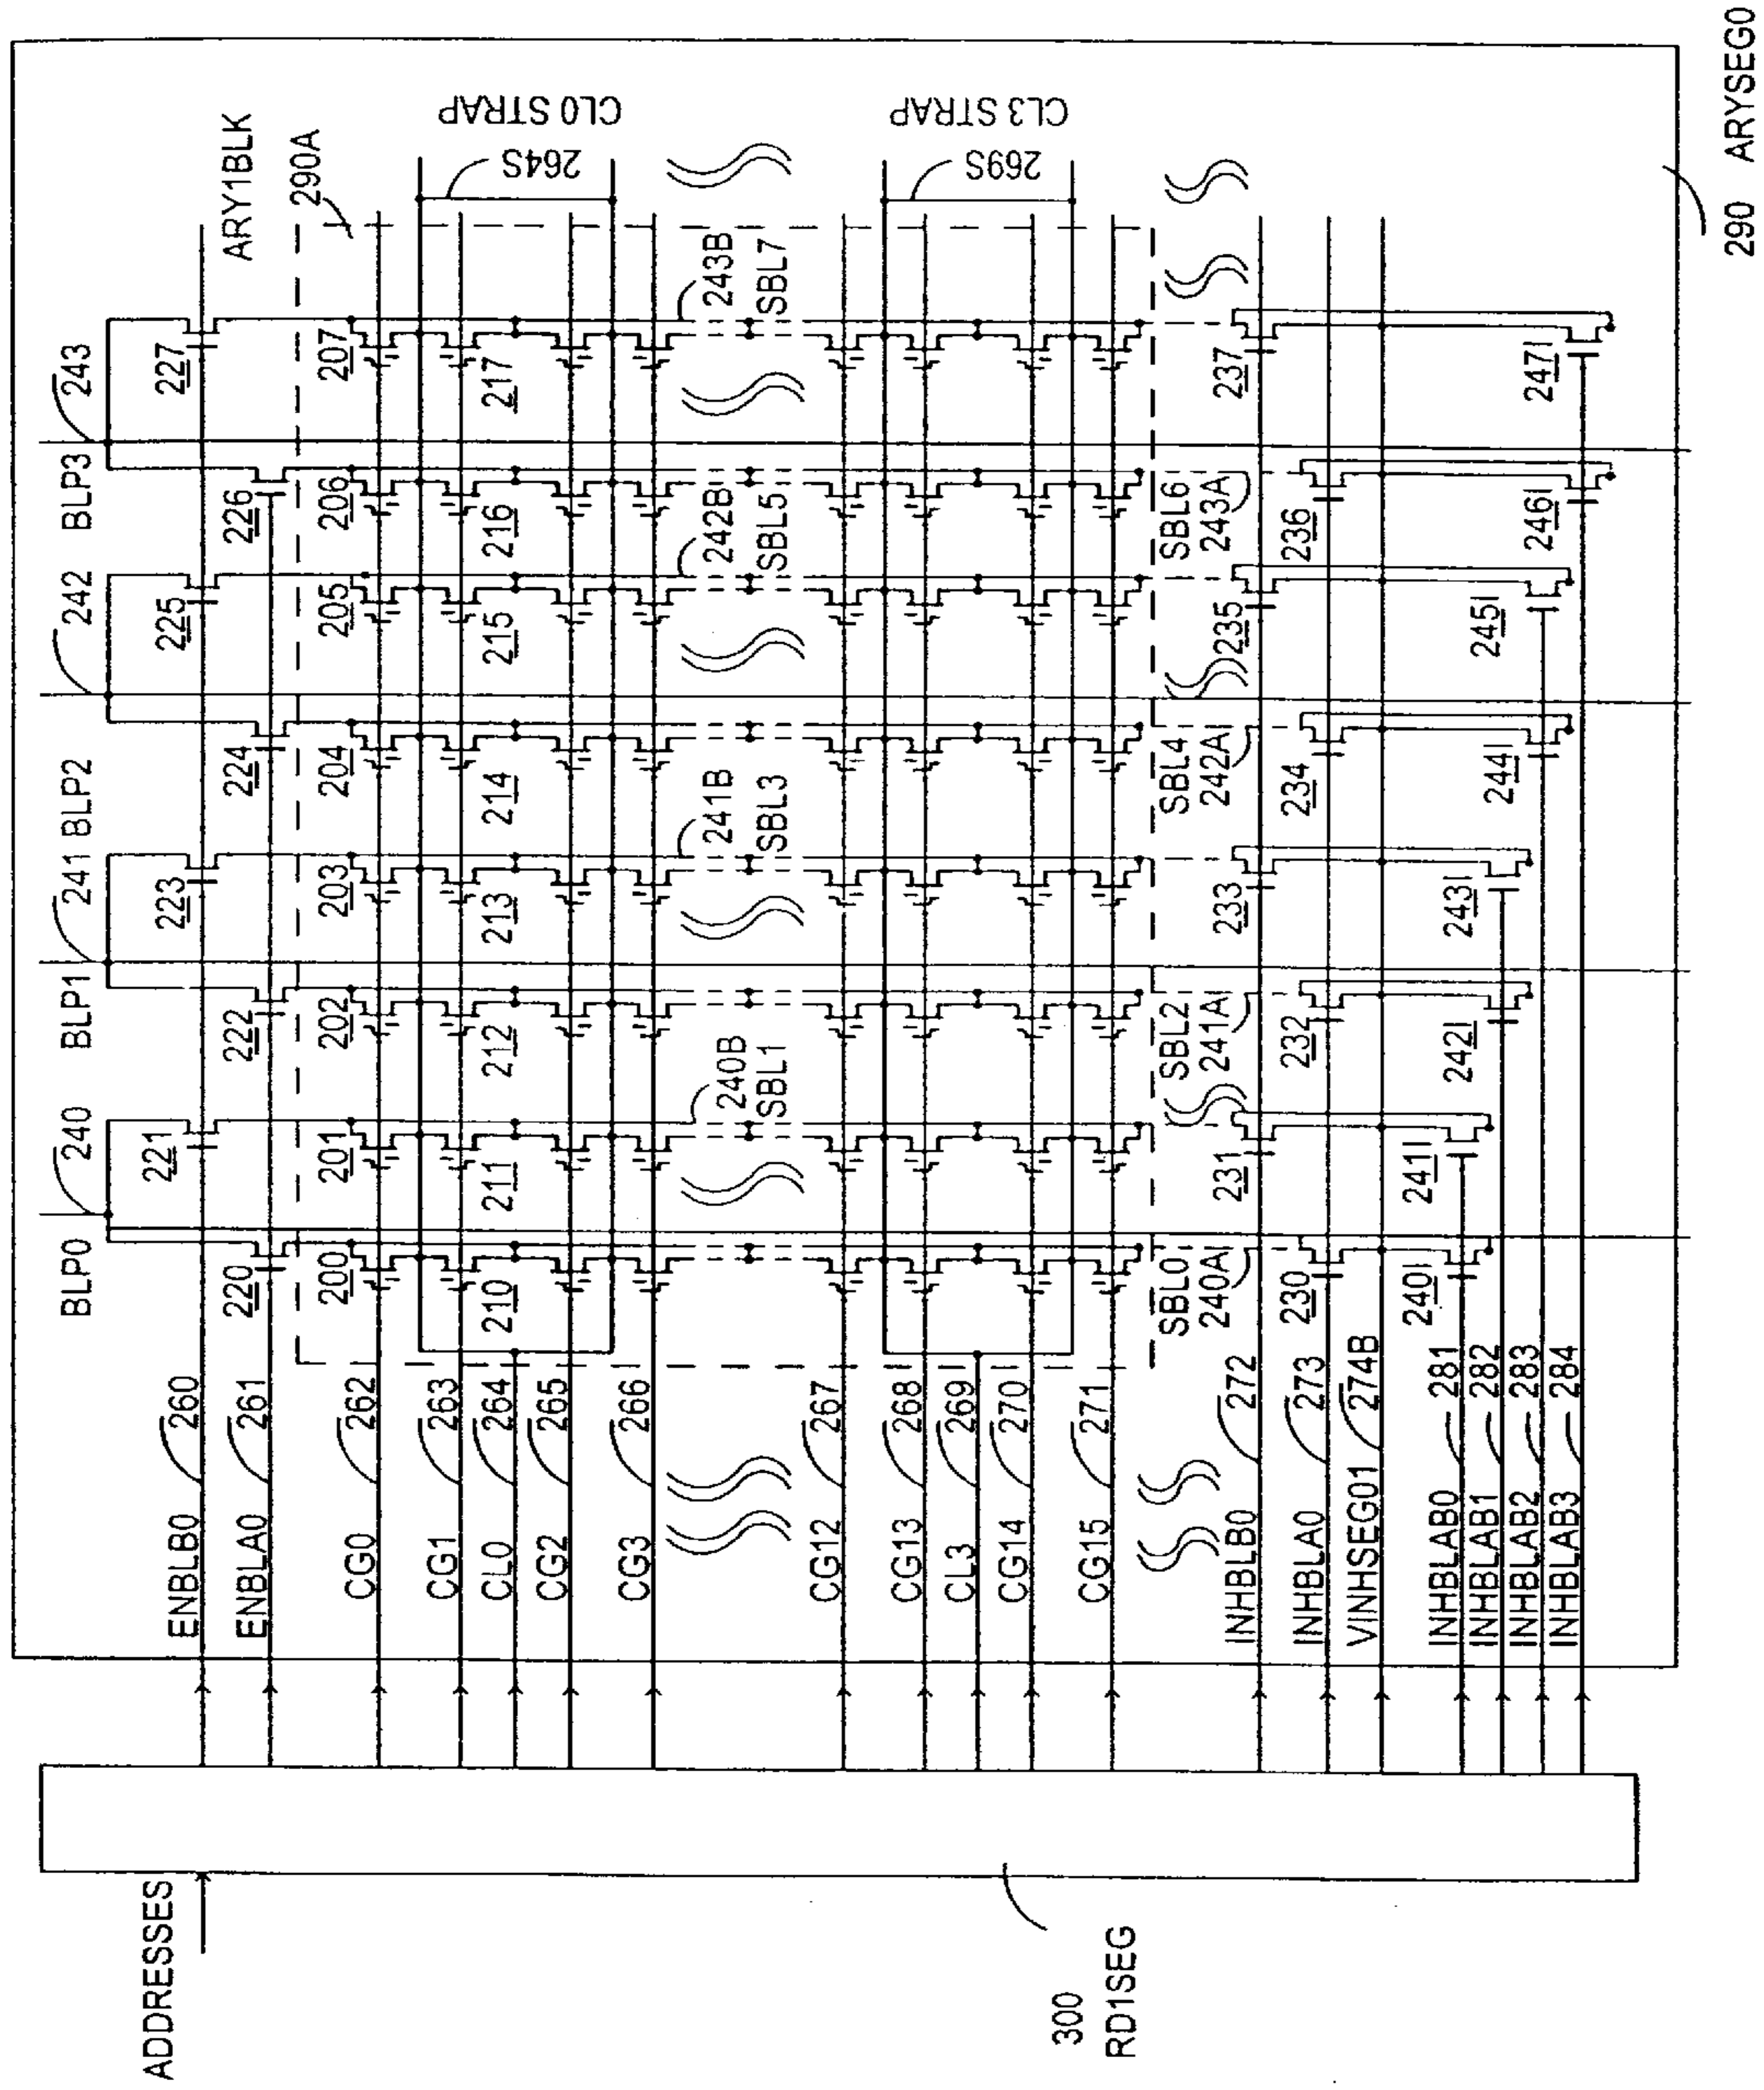 ADDRESSES
300
RD1SEG
290 ARYSEG0
BLP0
240
BLP1
241 BLP2
242
BLP3
243
ENBLB0 260
221
223
225
227
ARY1BLK
ENBLA0 261
220
222
224
226
290A
CG0 262
200
201
202
203
204
205
206
207
CG1 263
CL0 264
210
211
212
213
214
215
216
217
264S
CL0 STRAP
CG2 265
CG3 266
240B
SBL1
241B
SBL3
242B
SBL5
243B
SBL7
CG12 267
CG13 268
CL3 269
269S
CL3 STRAP
CG14 270
CG15 271
SBL0
240A
SBL2
241A
SBL4
242A
SBL6
243A
INHBLB0 272
231
233
235
237
INHBLA0 273
230
232
234
236
VINHSEG01 274B
INHBLAB0 281
240I
241I
INHBLAB1 282
242I
243I
INHBLAB2 283
244I
245I
INHBLAB3 284
246I
247I